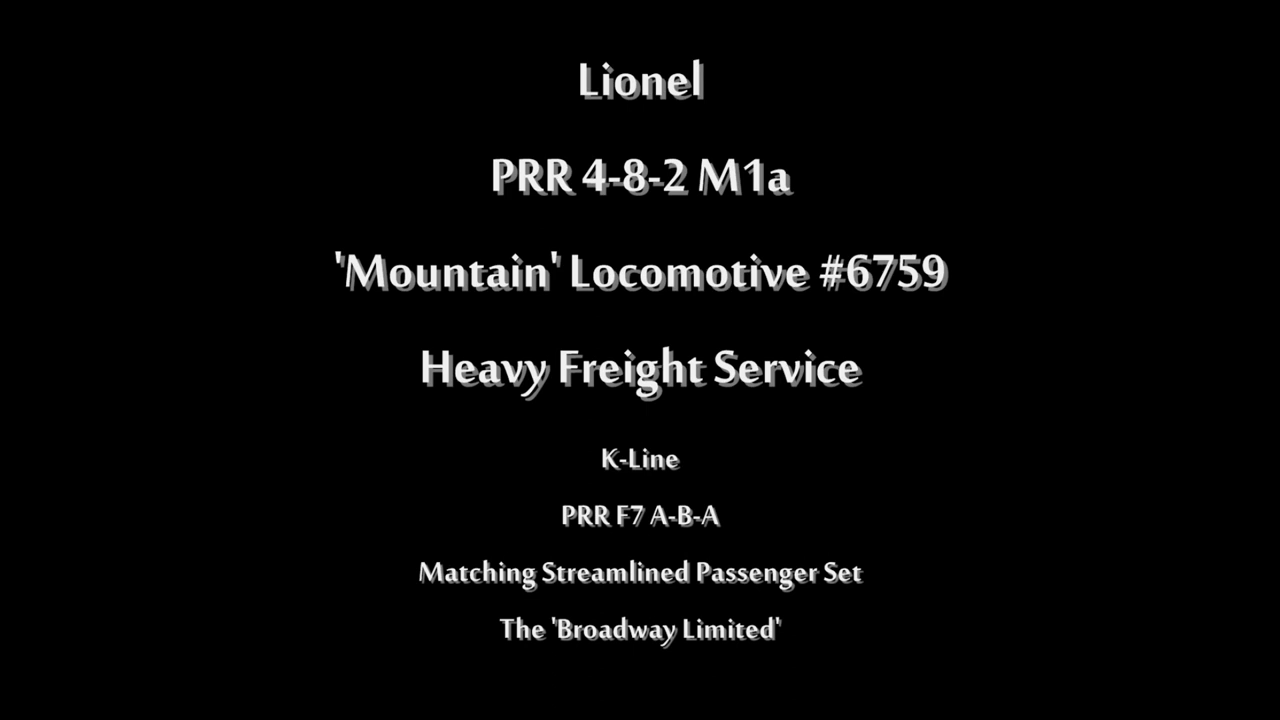 Lionel
PRR 4-8-2 M1a
'Mountain' Locomotive #6759
Heavy Freight Service
K-Line
PRR F7 A-B-A
Matching Streamlined Passenger Set
The 'Broadway Limited'